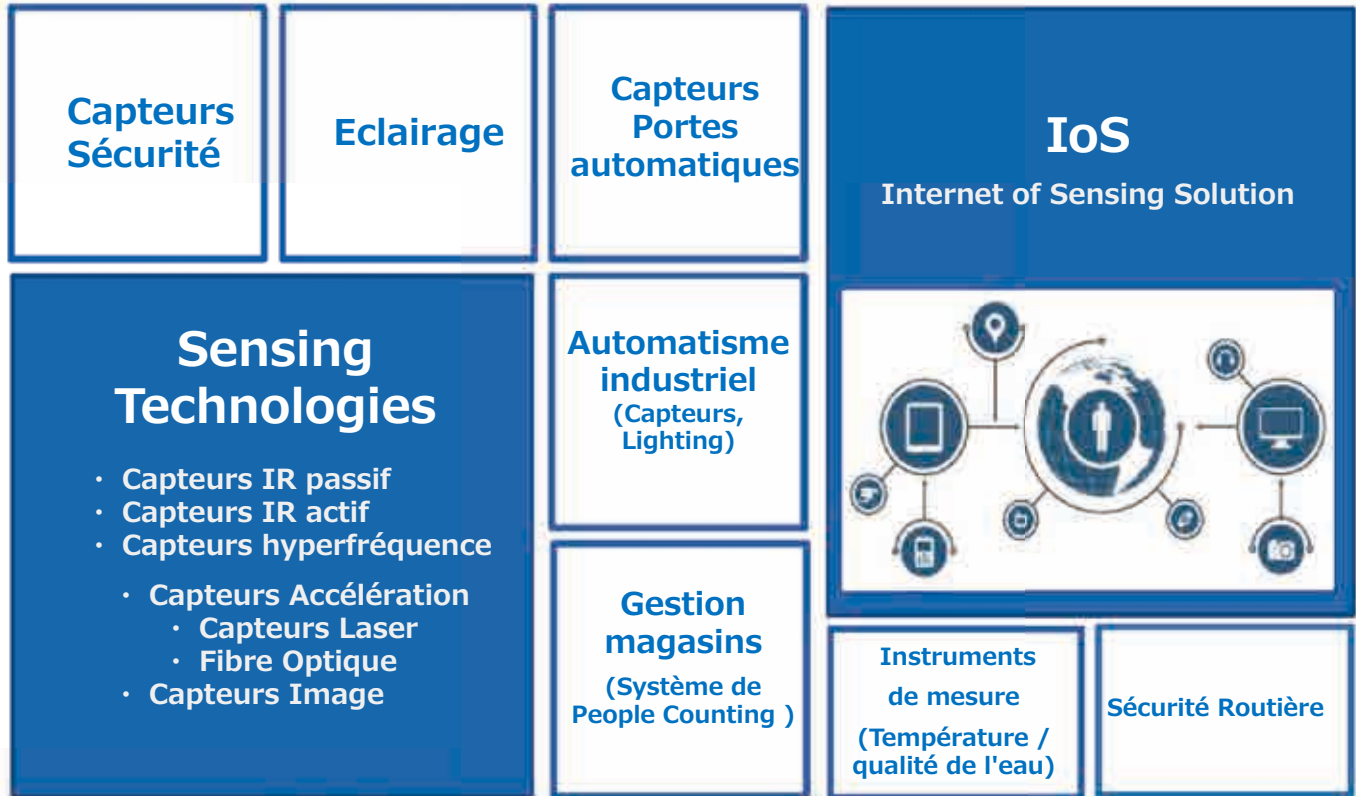 Capteurs
Sécurité
Eclairage
Capteurs
Portes
automatiques
IoS
Internet of Sensing Solution
Sensing
Technologies
・ Capteurs IR passif
・ Capteurs IR actif
・ Capteurs hyperfréquence
・ Capteurs Accélération
・ Capteurs Laser
・ Fibre Optique
・ Capteurs Image
Automatisme
industriel
(Capteurs,
Lighting)
Gestion
magasins
(Système de
People Counting )
Instruments
de mesure
(Température /
qualité de l'eau)
Sécurité Routière